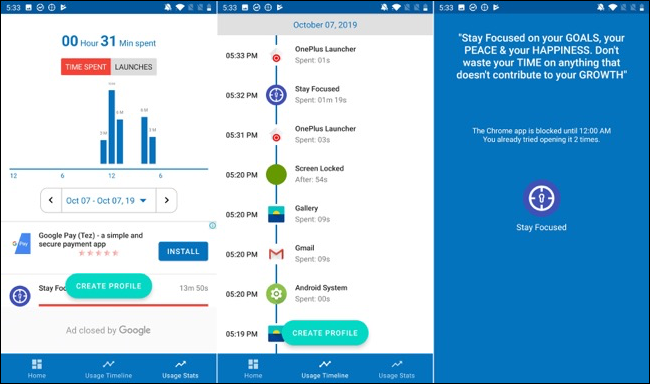 5:33
00 Hour 31 Min spent
TIME SPENT LAUNCHES
12 6 12 6
Oct 07 - Oct 07, 19
Google Pay (Tez) - a simple and
secure payment app
Pay
INSTALL
Stay Foc
13m 50s
CREATE PROFILE
Ad closed by Google
Home Usage Timeline Usage Stats
5:33
October 07, 2019
05:33 PM OnePlus Launcher
Spent: 01s
05:32 PM Stay Focused
Spent: 01m 19s
05:31 PM OnePlus Launcher
Spent: 03s
05:20 PM Screen Locked
After: 54s
05:20 PM Gallery
Spent: 09s
05:20 PM Gmail
Spent: 09s
05:20 PM Android System
Spent: 00s
05:19 PM
CREATE PROFILE
Home Usage Timeline Usage Stats
5:33
"Stay Focused on your GOALS, your
PEACE & your HAPPINESS. Don't
waste your TIME on anything that
doesn't contribute to your GROWTH"
The Chrome app is blocked until 12:00 AM
You already tried opening it 2 times.
Stay Focused